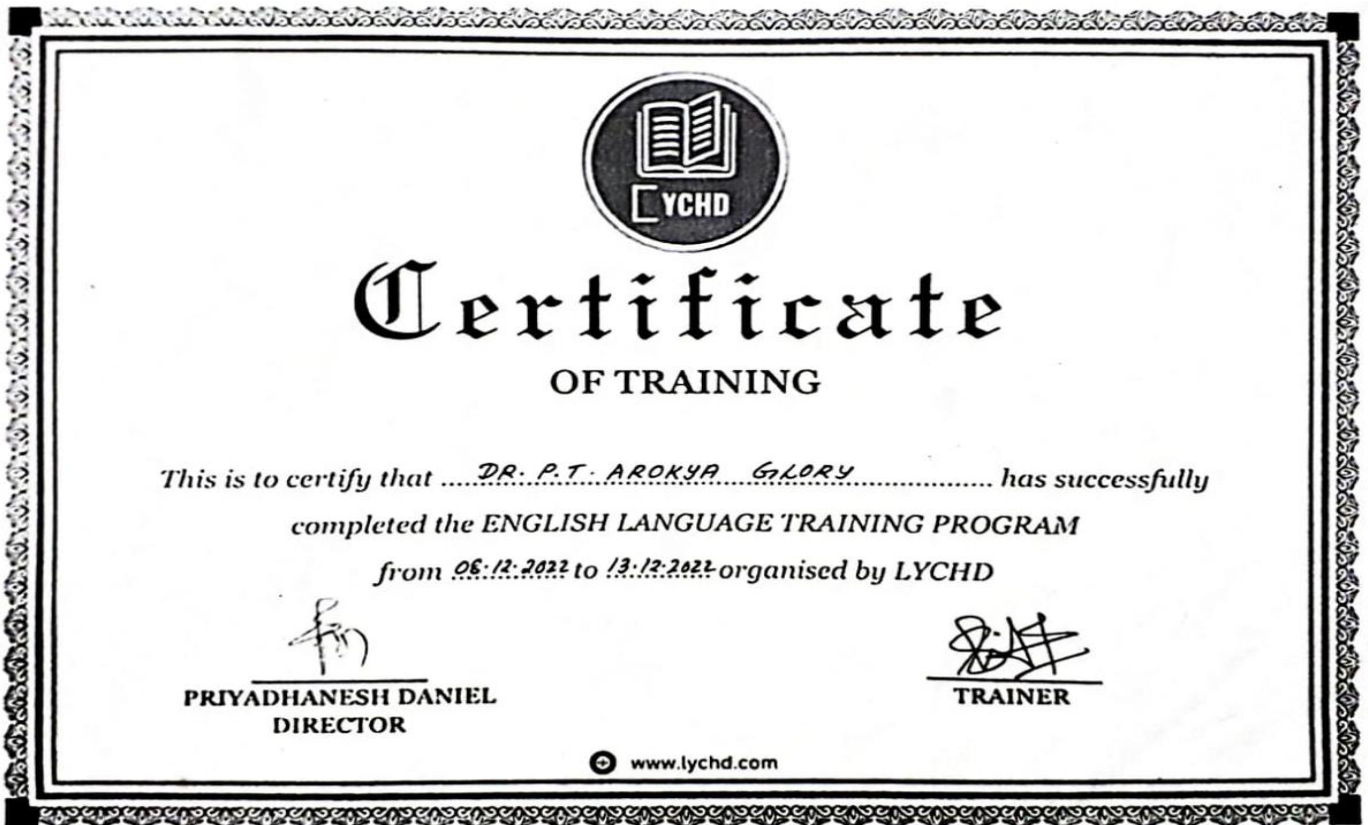 LYCHD
Certificate
OF TRAINING
This is to certify that DR. P.T. AROKYA GLORY has successfully
completed the ENGLISH LANGUAGE TRAINING PROGRAM
from 06.12.2022 to 13.12.2022 organised by LYCHD
PRIYADHANESH DANIEL
DIRECTOR
TRAINER
www.lychd.com